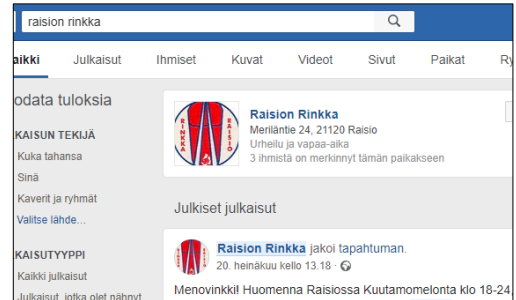 raision rinkka
aikki Julkaisut Ihmiset Kuvat Videot Sivut Paikat Ry
odata tuloksia
KAISUN TEKIJÄ
Kuka tahansa
Sinä
Kaverit ja ryhmät
Valitse lähde...
KAISUTYYPPI
Kaikki julkaisut
Julkaisut, jotka olet nähnyt
RINKKA RAISIO
Raision Rinkka
Meriläntie 24, 21120 Raisio
Urheilu ja vapaa-aika
3 ihmistä on merkinnyt tämän paikakseen
Julkiset julkaisut
Raision Rinkka jakoi tapahtuman.
20. heinäkuu kello 13.18 ·
Menovinkki! Huomenna Raisiossa Kuutamomelonta klo 18-24,